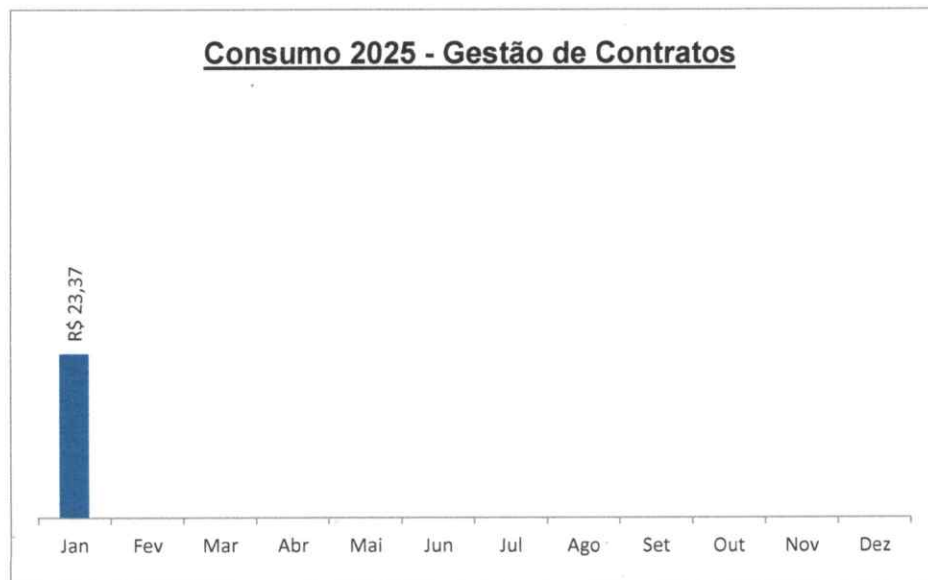 Consumo 2025 - Gestão de Contratos
R$ 23,37
Jan Fev Mar Abr Mai Jun Jul Ago Set Out Nov Dez